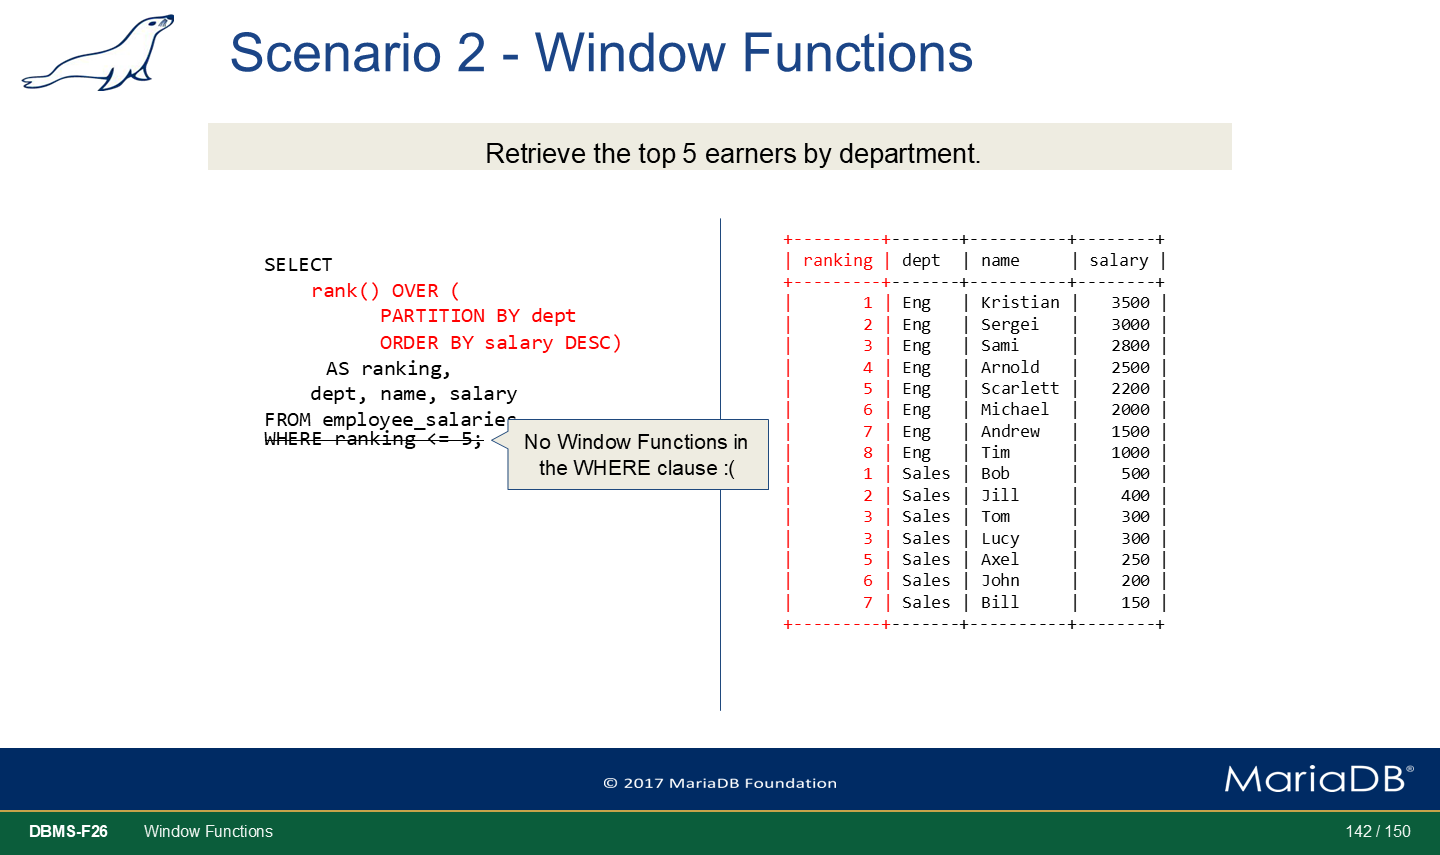 Scenario 2 - Window Functions
Retrieve the top 5 earners by department.
SELECT
    rank() OVER (
          PARTITION BY dept
          ORDER BY salary DESC)
     AS ranking,
    dept, name, salary
FROM employee_salaries
WHERE ranking <= 5;
No Window Functions in
the WHERE clause :(
+---------+-------+----------+--------+
| ranking | dept  | name     | salary |
+---------+-------+----------+--------+
|       1 | Eng   | Kristian |   3500 |
|       2 | Eng   | Sergei   |   3000 |
|       3 | Eng   | Sami     |   2800 |
|       4 | Eng   | Arnold   |   2500 |
|       5 | Eng   | Scarlett |   2200 |
|       6 | Eng   | Michael  |   2000 |
|       7 | Eng   | Andrew   |   1500 |
|       8 | Eng   | Tim      |   1000 |
|       1 | Sales | Bob      |    500 |
|       2 | Sales | Jill     |    400 |
|       3 | Sales | Tom      |    300 |
|       3 | Sales | Lucy     |    300 |
|       5 | Sales | Axel     |    250 |
|       6 | Sales | John     |    200 |
|       7 | Sales | Bill     |    150 |
+---------+-------+----------+--------+
© 2017 MariaDB Foundation
MariaDB®
DBMS-F26 Window Functions 142 / 150